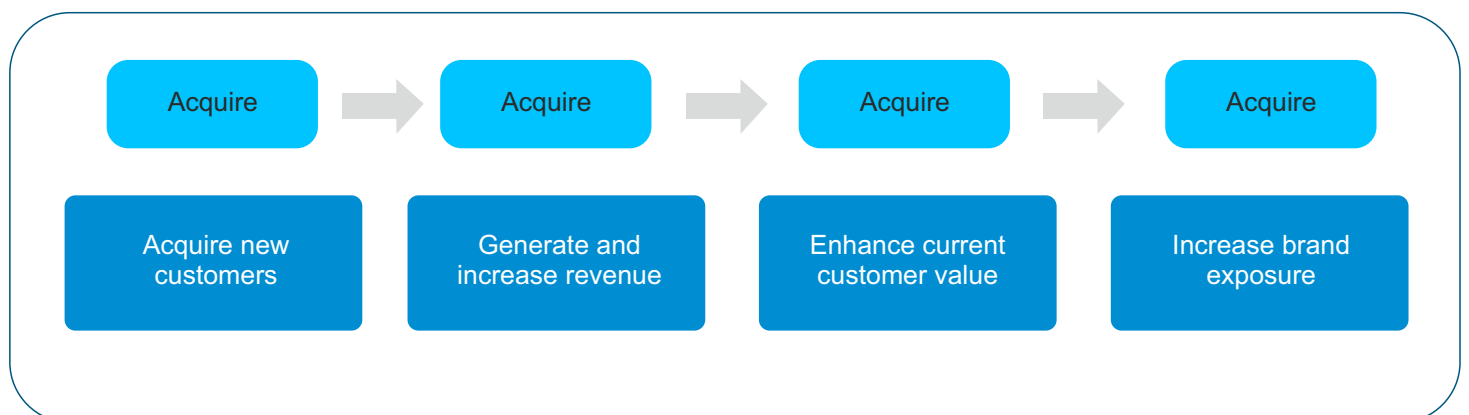 Acquire
Acquire
Acquire
Acquire
Acquire new
customers
Generate and
increase revenue
Enhance current
customer value
Increase brand
exposure